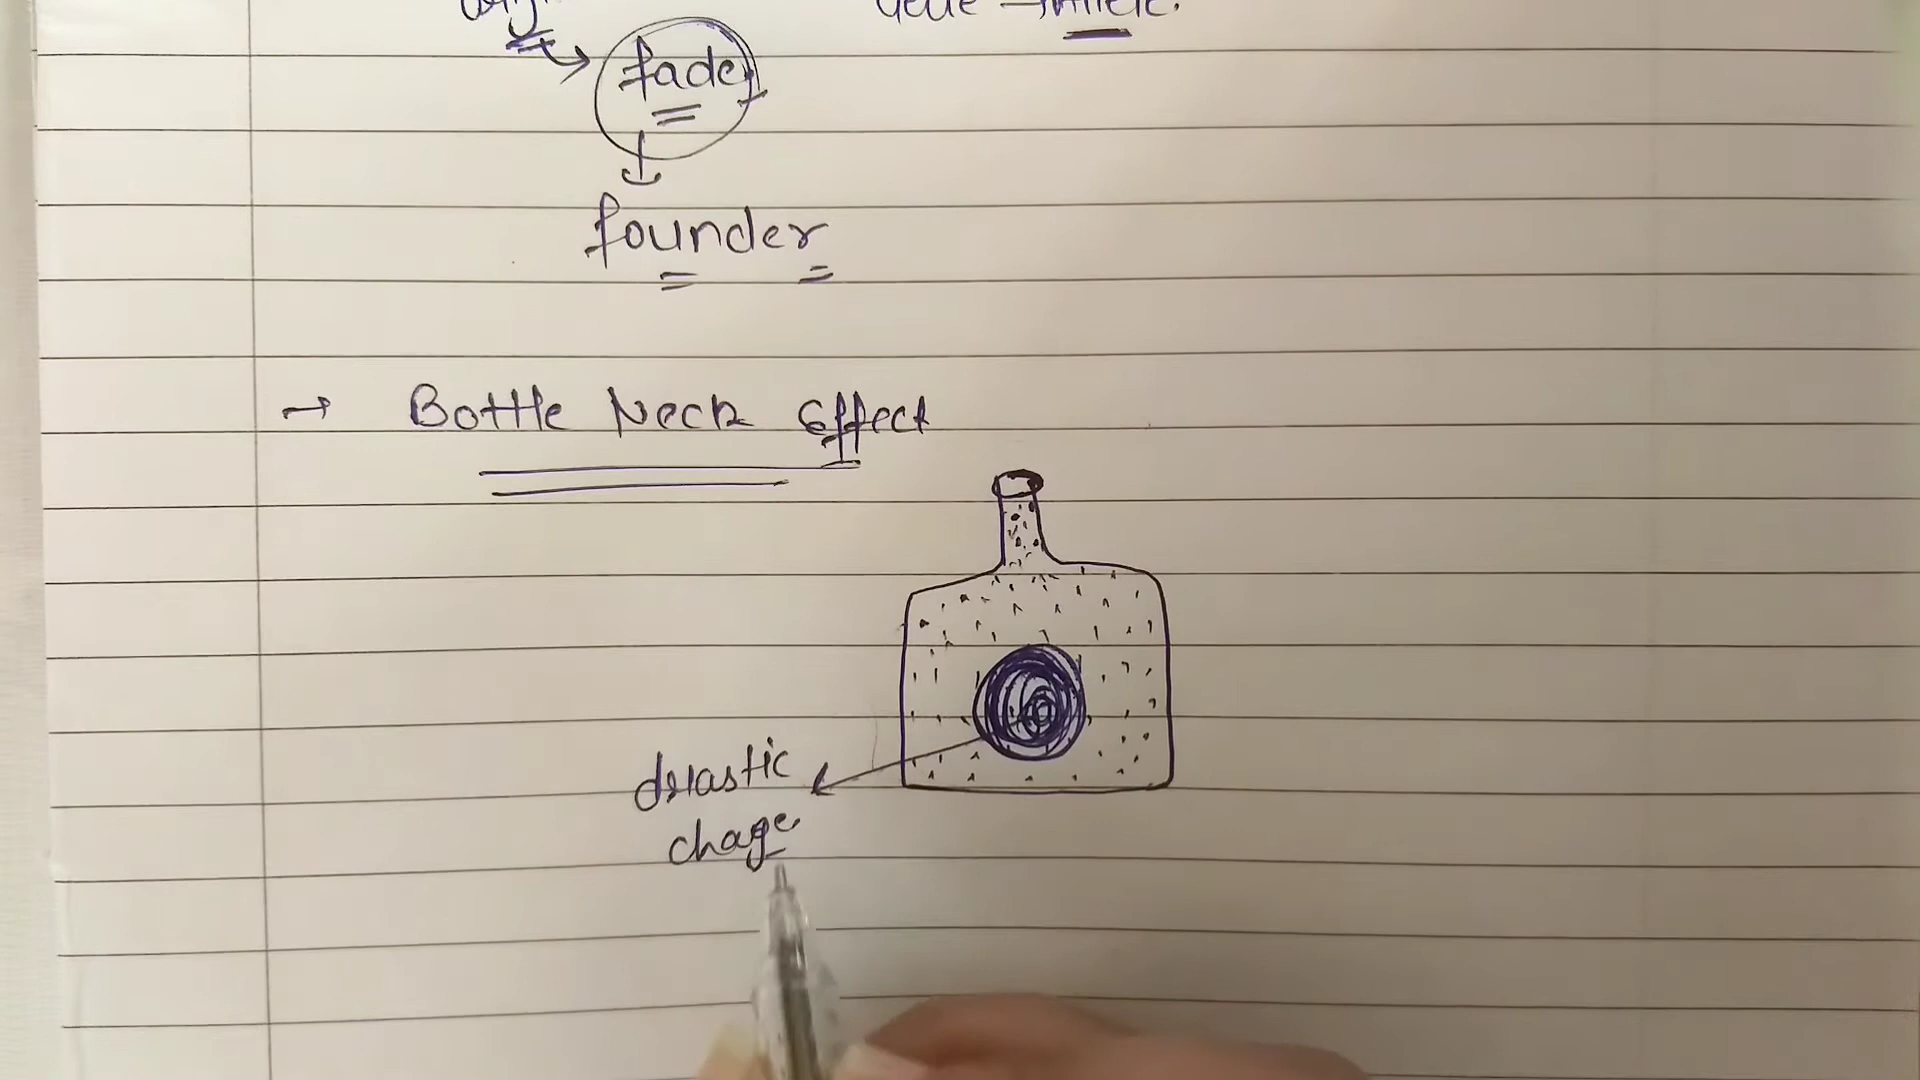 fade
founder
→ Bottle Neck Effect
drastic
chage